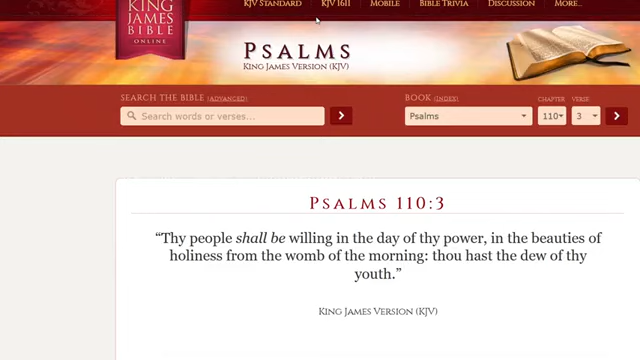 KING
JAMES
BIBLE
ONLINE
KJV STANDARD KJV 1611 MOBILE BIBLE TRIVIA DISCUSSION MORE...
PSALMS
KING JAMES VERSION (KJV)
SEARCH THE BIBLE (ADVANCED)
Search words or verses...
BOOK (INDEX) CHAPTER VERSE
Psalms 110 3
PSALMS 110:3
“Thy people shall be willing in the day of thy power, in the beauties of
holiness from the womb of the morning: thou hast the dew of thy
youth.”
KING JAMES VERSION (KJV)